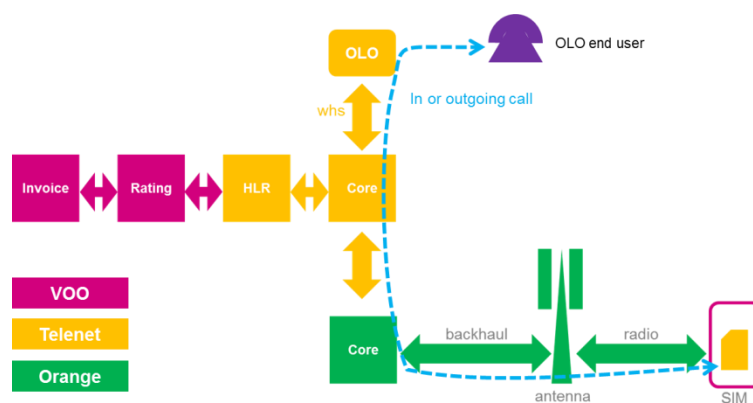 OLO
OLO end user
whs
In or outgoing call
Invoice
Rating
HLR
Core
VOO
Telenet
Orange
Core
backhaul
radio
antenna
SIM